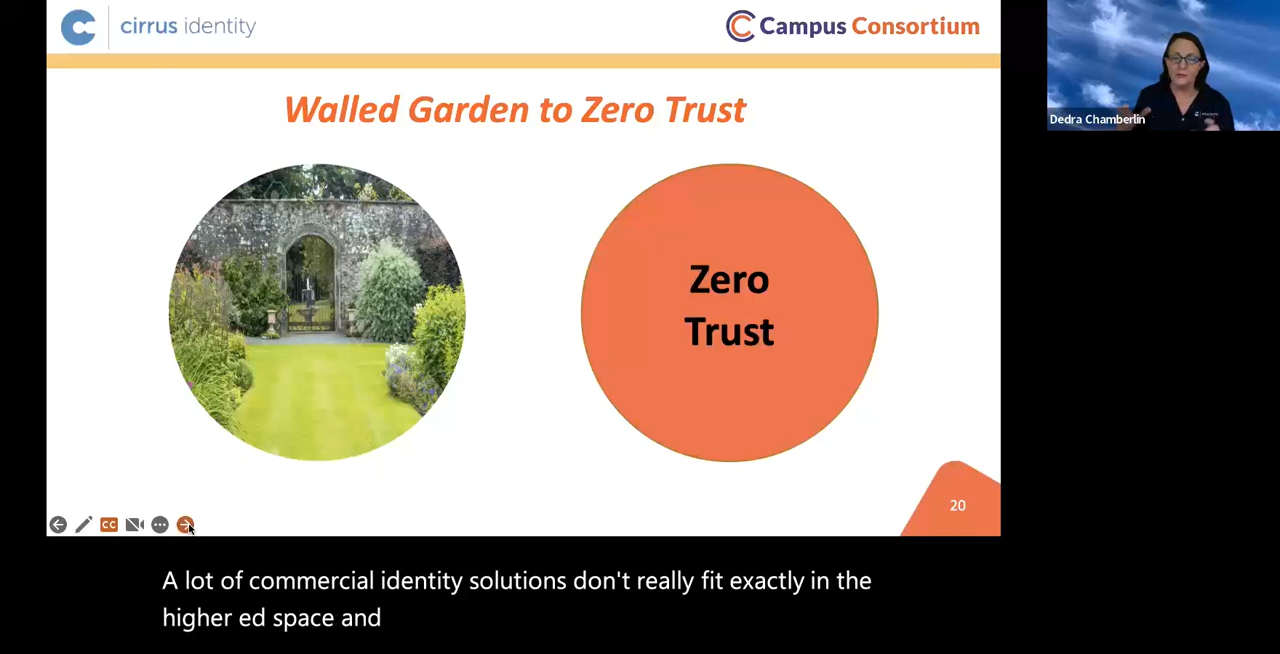 cirrus identity
Campus Consortium
Dedra Chamberlin
Walled Garden to Zero Trust
Zero
Trust
20
CC
A lot of commercial identity solutions don't really fit exactly in the
higher ed space and